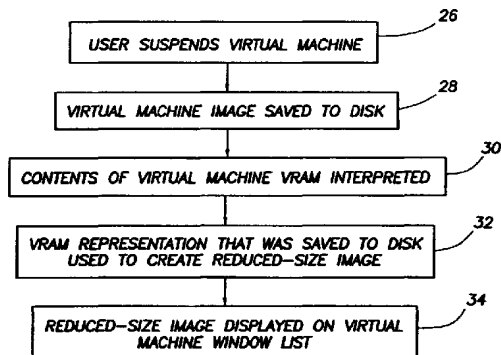 26
USER SUSPENDS VIRTUAL MACHINE
28
VIRTUAL MACHINE IMAGE SAVED TO DISK
30
CONTENTS OF VIRTUAL MACHINE VRAM INTERPRETED
32
VRAM REPRESENTATION THAT WAS SAVED TO DISK
USED TO CREATE REDUCED-SIZE IMAGE
34
REDUCED-SIZE IMAGE DISPLAYED ON VIRTUAL
MACHINE WINDOW LIST